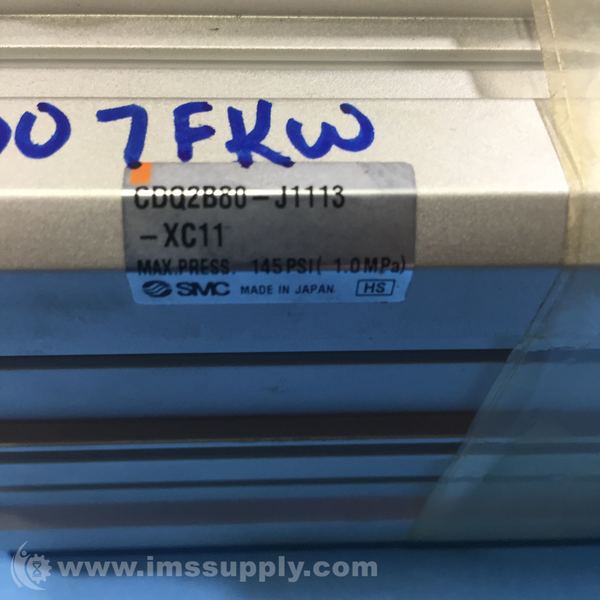 007FKW
CDQ2B80-J1113
-XC11
MAX.PRESS. 145PSI( 1.0MPa)
SMC MADE IN JAPAN HS
www.imssupply.com